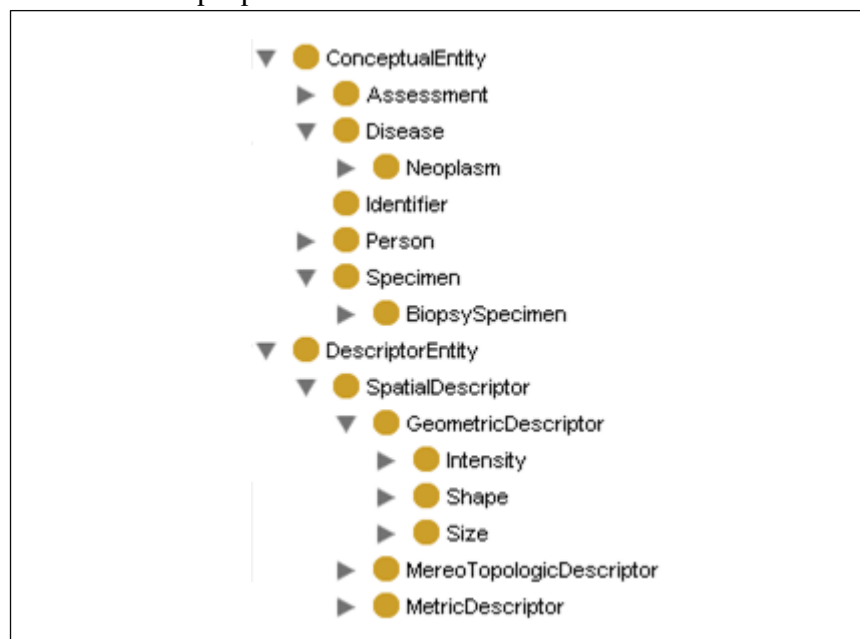 ConceptualEntity
Assessment
Disease
Neoplasm
Identifier
Person
Specimen
BiopsySpecimen
DescriptorEntity
SpatialDescriptor
GeometricDescriptor
Intensity
Shape
Size
MereoTopologicDescriptor
MetricDescriptor